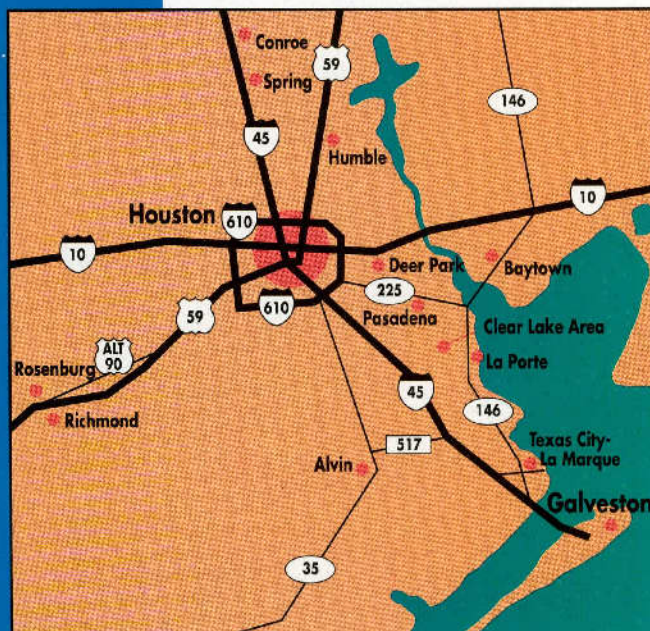 Conroe
59
Spring
146
45
Humble
Houston
610
10
10
Deer Park
Baytown
225
610
Pasadena
59
Clear Lake Area
ALT
90
La Porte
Rosenburg
45
Richmond
146
517
Texas City-
La Marque
Alvin
Galveston
35